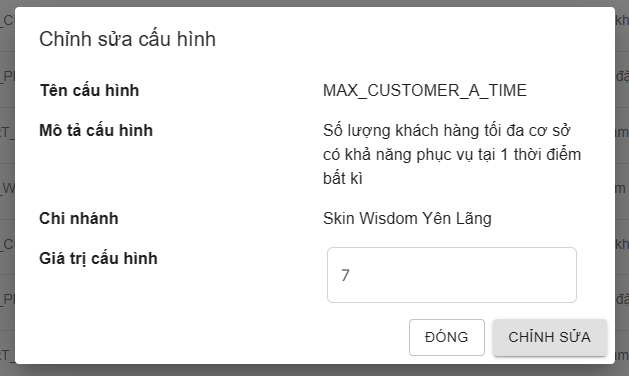 Chỉnh sửa cấu hình
Tên cấu hình MAX_CUSTOMER_A_TIME
Mô tả cấu hình Số lượng khách hàng tối đa cơ sở
có khả năng phục vụ tại 1 thời điểm
bất kì
Chi nhánh Skin Wisdom Yên Lãng
Giá trị cấu hình 7
ĐÓNG CHỈNH SỬA